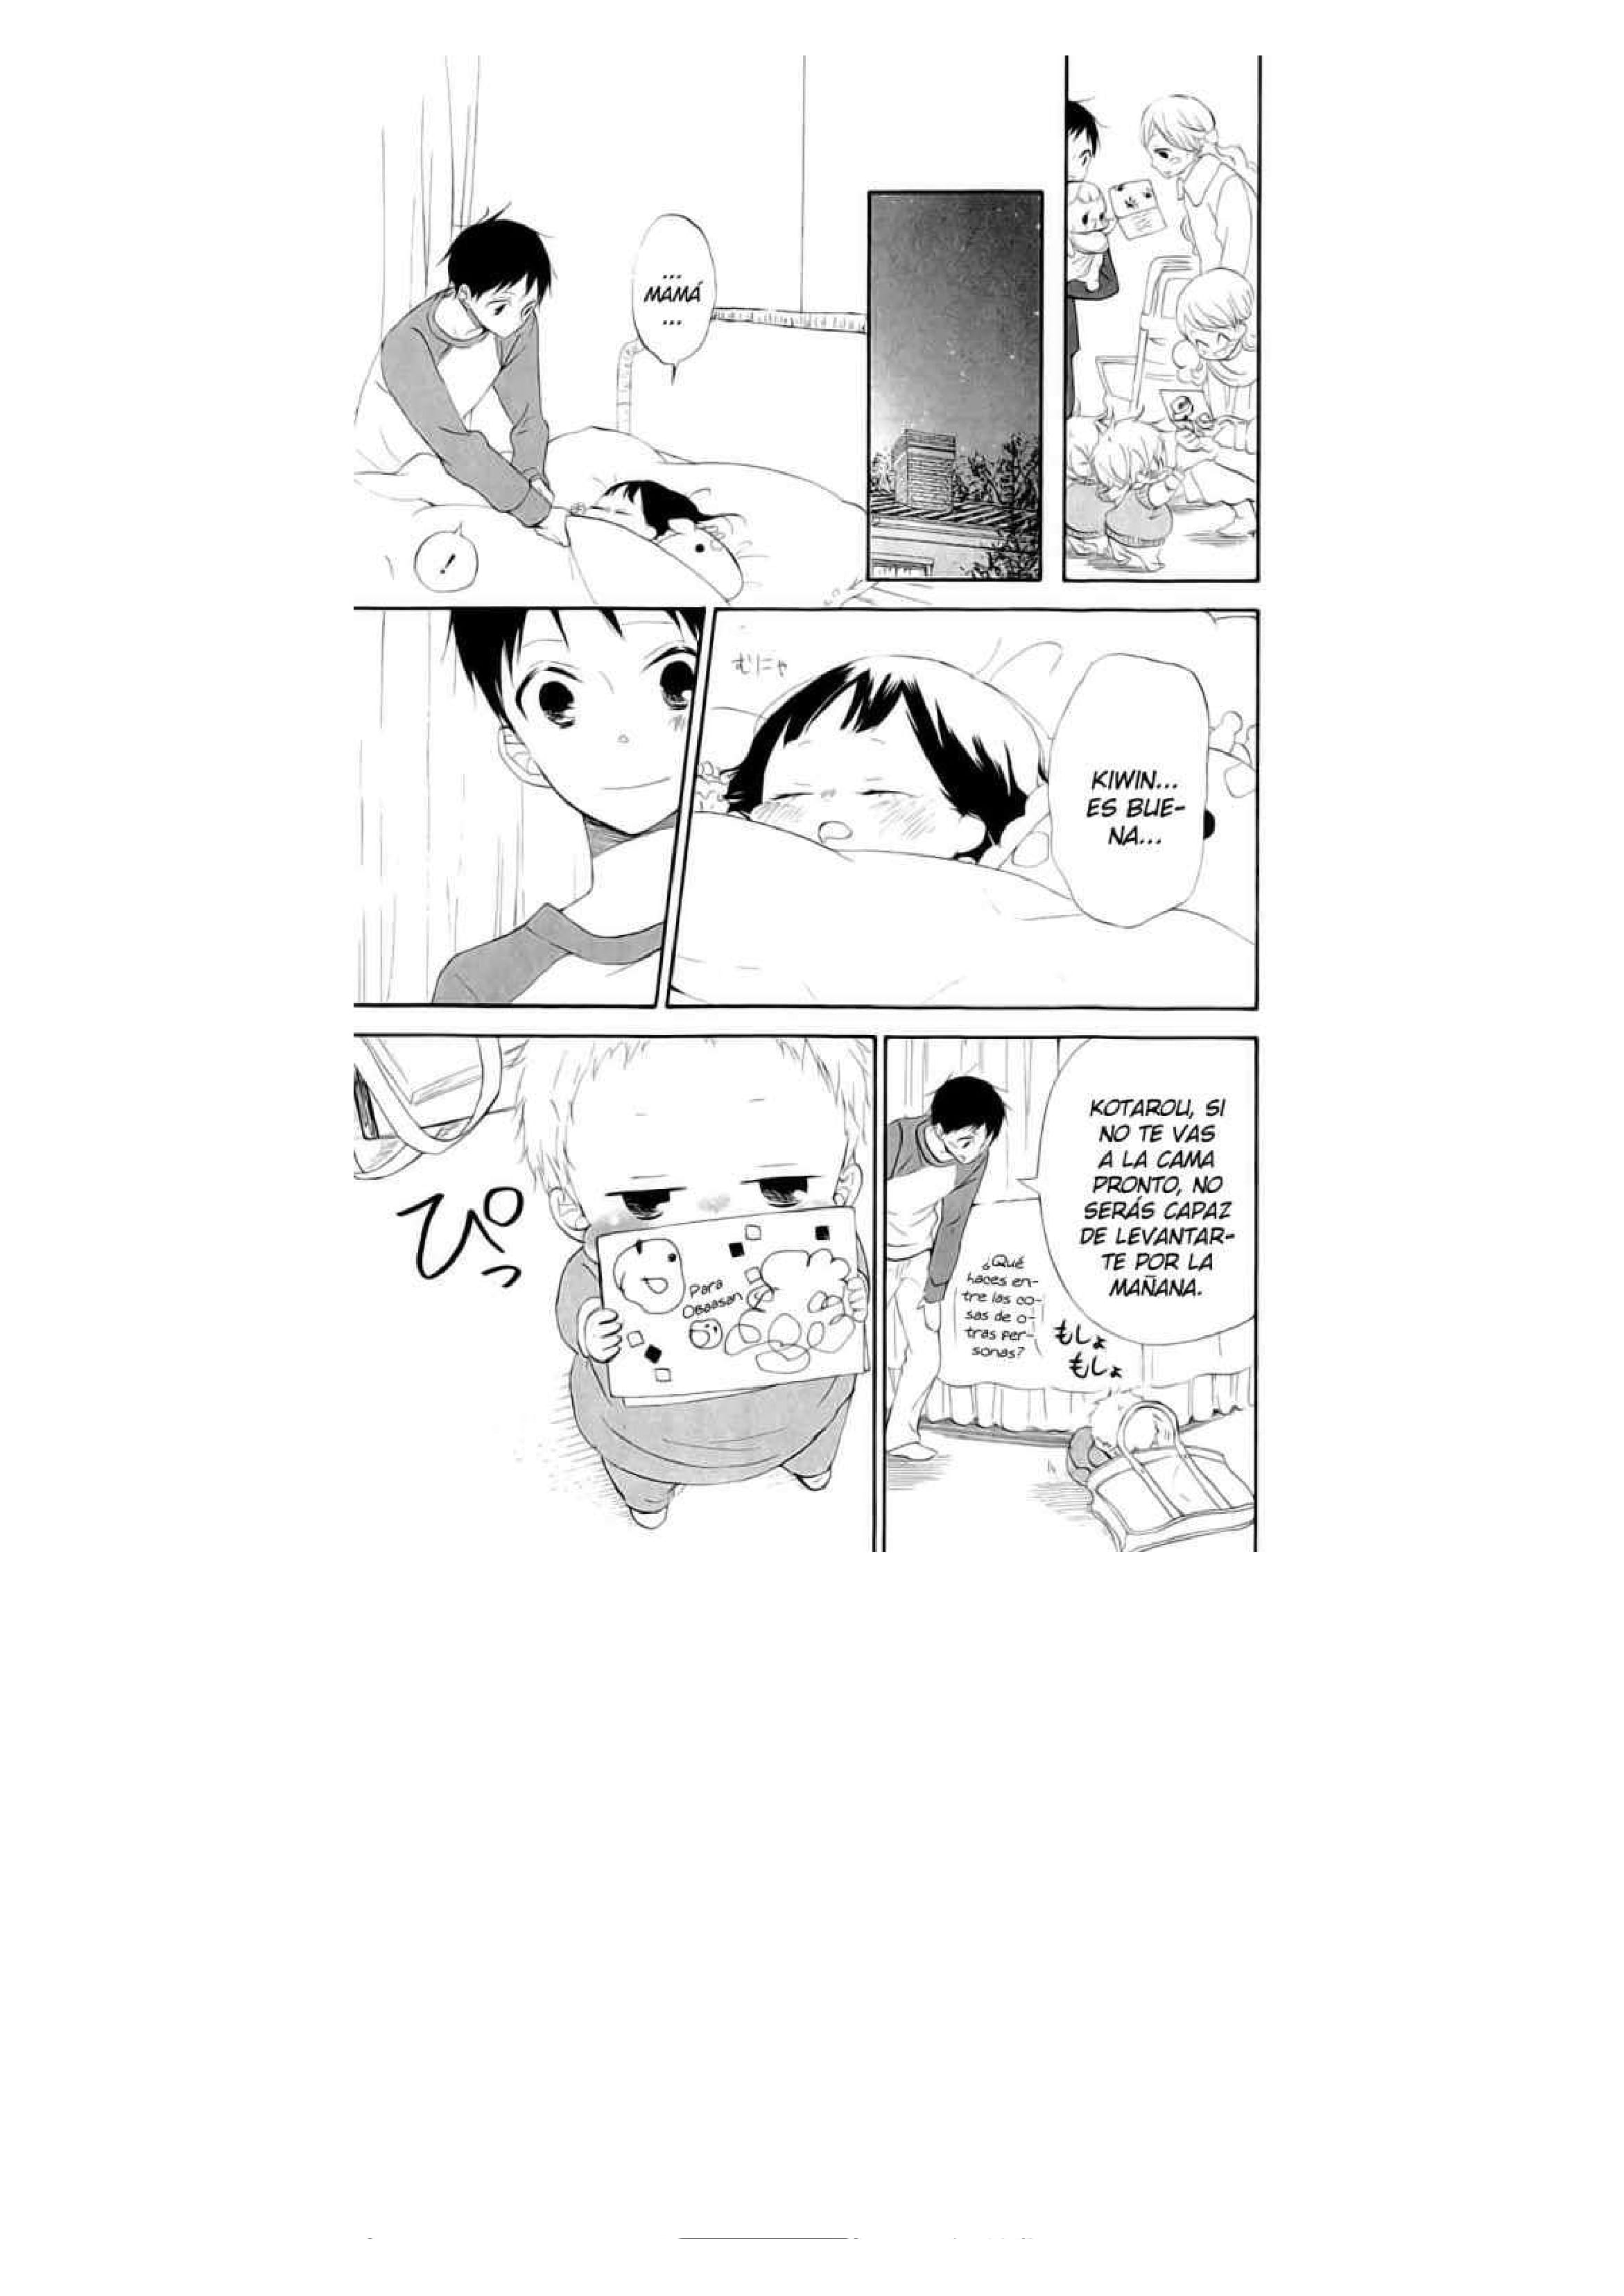 ...
MAMÁ
...
!
むにゃ
KIWIN...
ES BUE-
NA...
KOTAROU, SI
NO TE VAS
A LA CAMA
PRONTO, NO
SERÁS CAPAZ
DE LEVANTAR-
TE POR LA
MAÑANA.
¿Qué
haces en-
tre las co-
sas de o-
tras per-
sonas?
もしょ
もしょ
ぴっ
Para
Obaasan